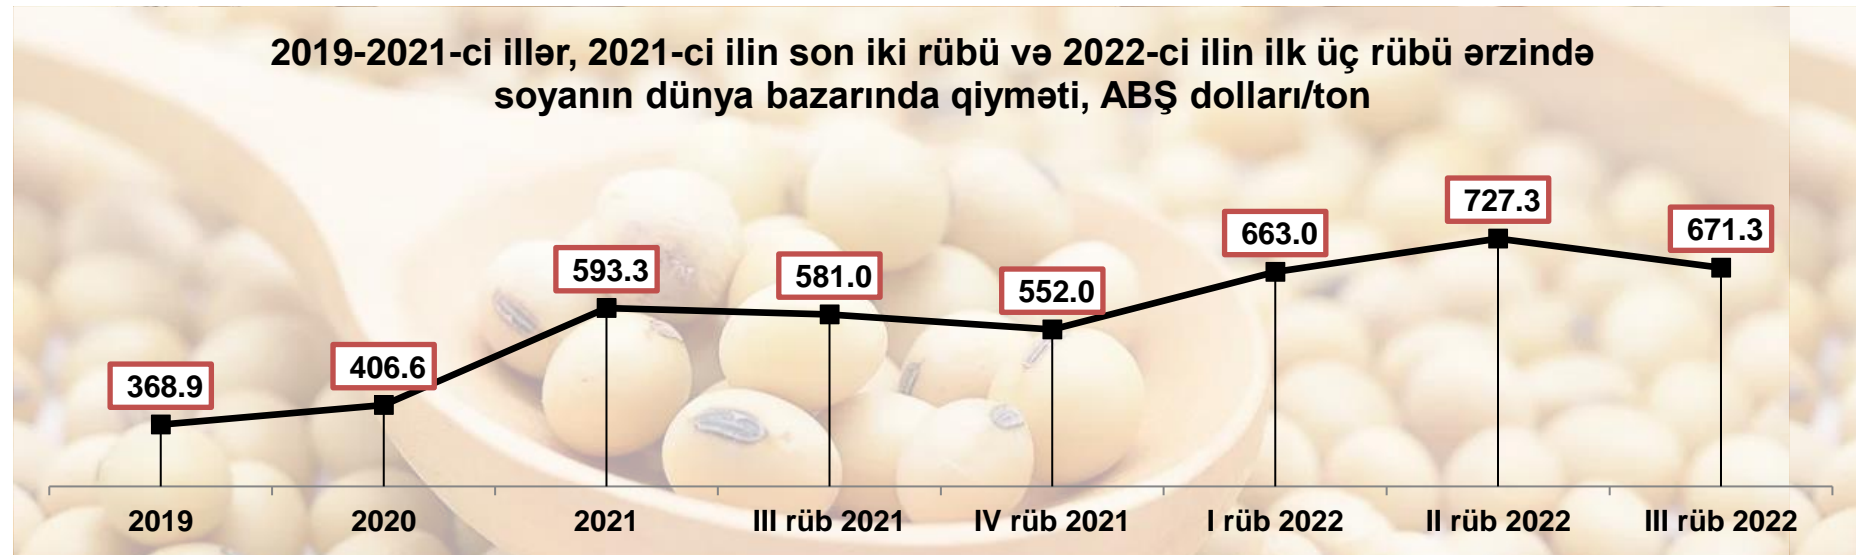 2019-2021-ci illər, 2021-ci ilin son iki rübü və 2022-ci ilin ilk üç rübü ərzində
soyanın dünya bazarında qiyməti, ABŞ dolları/ton
368.9
406.6
593.3
581.0
552.0
663.0
727.3
671.3
2019
2020
2021
III rüb 2021
IV rüb 2021
I rüb 2022
II rüb 2022
III rüb 2022